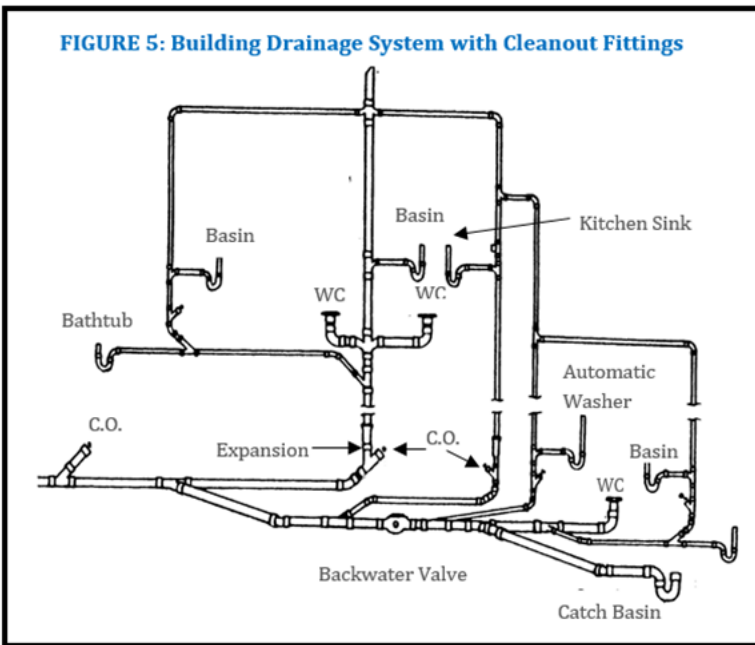 FIGURE 5: Building Drainage System with Cleanout Fittings
Basin
Kitchen Sink
Basin
WC
WC
Bathtub
Automatic
Washer
C.O.
Expansion
C.O.
Basin
WC
Backwater Valve
Catch Basin